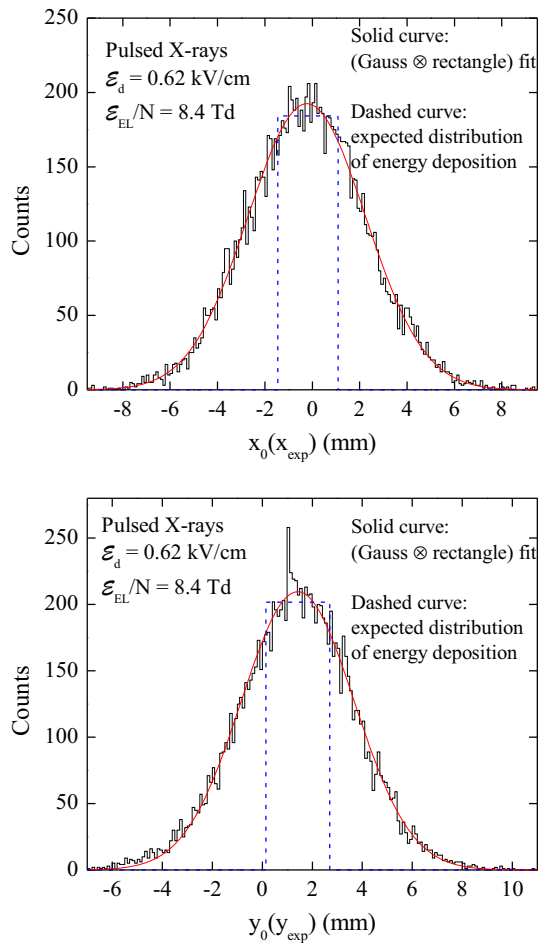 Pulsed X-rays
ℰd = 0.62 kV/cm
ℰEL/N = 8.4 Td
Solid curve:
(Gauss ⊗ rectangle) fit
Dashed curve:
expected distribution
of energy deposition
Counts
250
200
150
100
50
0
-8 -6 -4 -2 0 2 4 6 8
x0(xexp) (mm)
Pulsed X-rays
ℰd = 0.62 kV/cm
ℰEL/N = 8.4 Td
Solid curve:
(Gauss ⊗ rectangle) fit
Dashed curve:
expected distribution
of energy deposition
Counts
250
200
150
100
50
0
-6 -4 -2 0 2 4 6 8 10
y0(yexp) (mm)